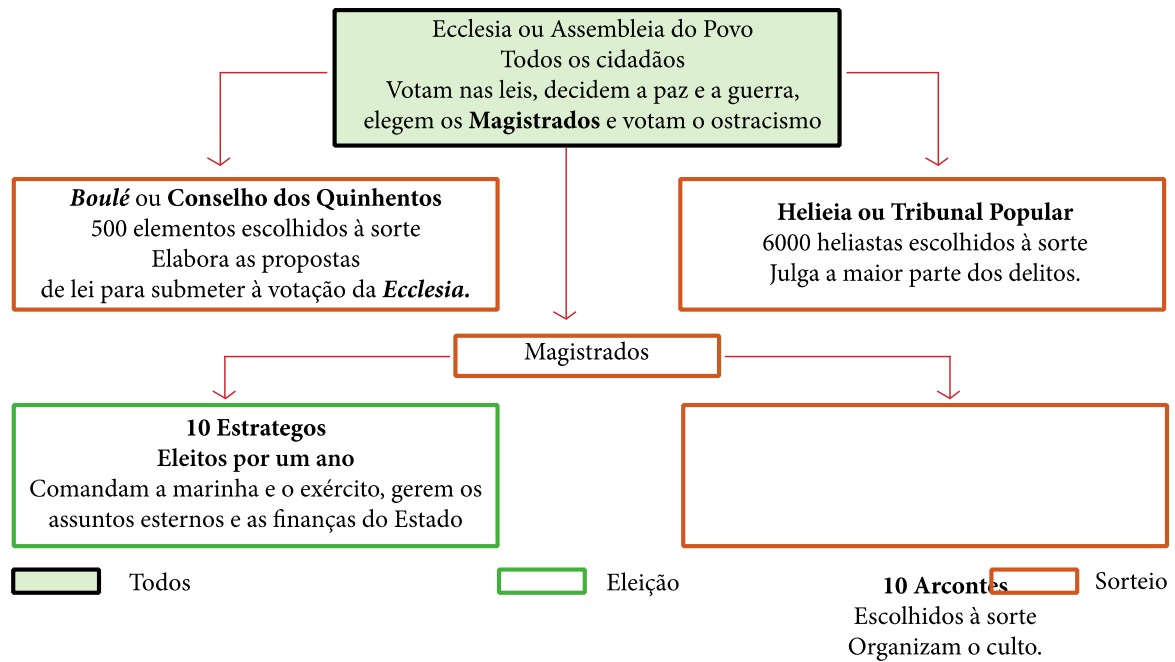 Ecclesia ou Assembleia do Povo
Todos os cidadãos
Votam nas leis, decidem a paz e a guerra,
elegem os Magistrados e votam o ostracismo
Boulé ou Conselho dos Quinhentos
500 elementos escolhidos à sorte
Elabora as propostas
de lei para submeter à votação da Ecclesia.
Helieia ou Tribunal Popular
6000 heliastas escolhidos à sorte
Julga a maior parte dos delitos.
Magistrados
10 Estrategos
Eleitos por um ano
Comandam a marinha e o exército, gerem os
assuntos esternos e as finanças do Estado
Todos
Eleição
Sorteio
10 Arcontes
Escolhidos à sorte
Organizam o culto.